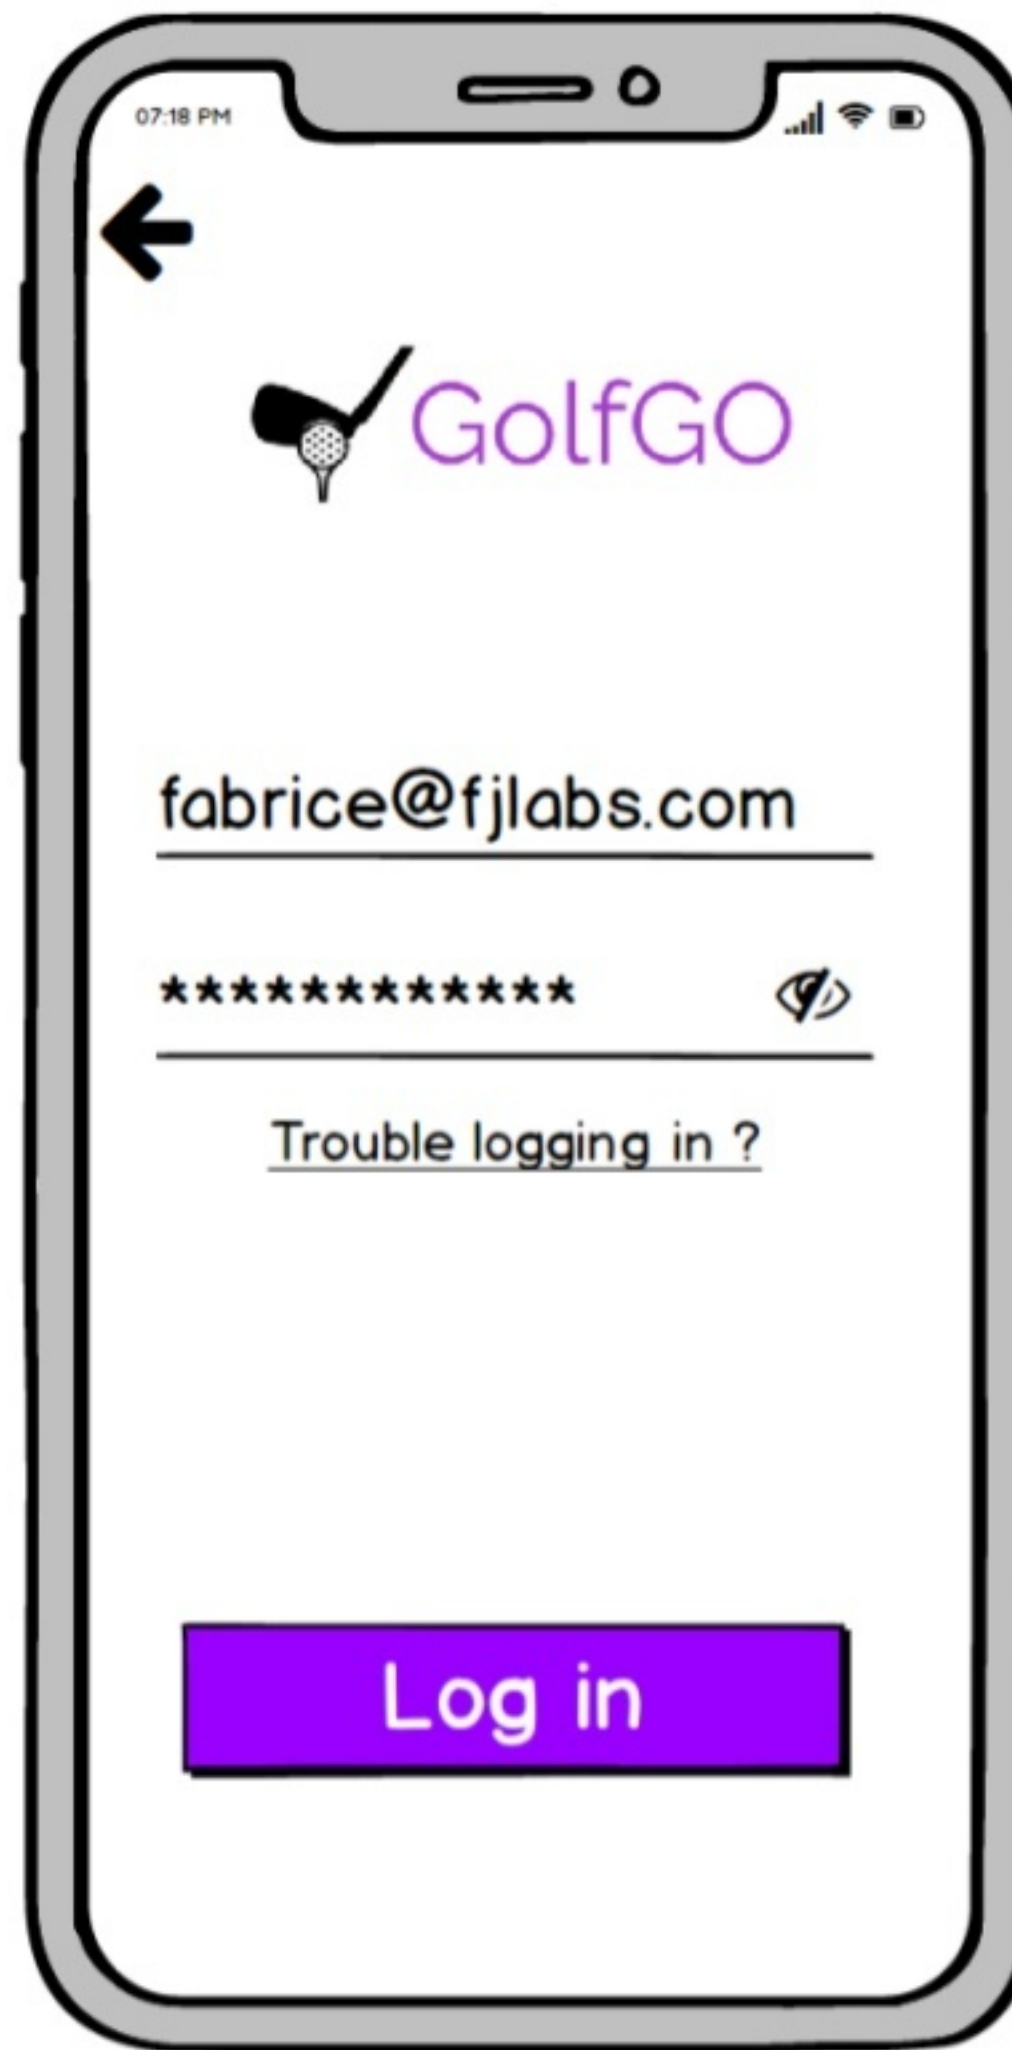 07:18 PM
GolfGO
fabrice@fjlabs.com
************
Trouble logging in ?
Log in